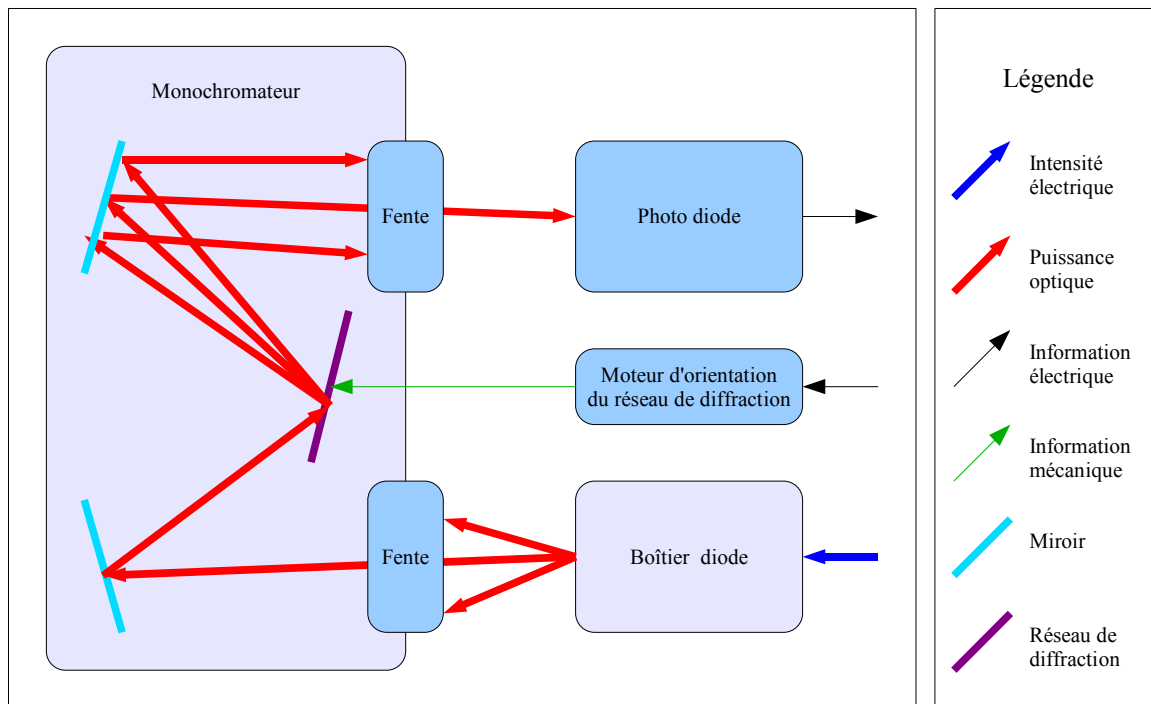 Monochromateur
Fente
Photo diode
Moteur d'orientation
du réseau de diffraction
Fente
Boîtier diode
Légende
Intensité
électrique
Puissance
optique
Information
électrique
Information
mécanique
Miroir
Réseau de
diffraction